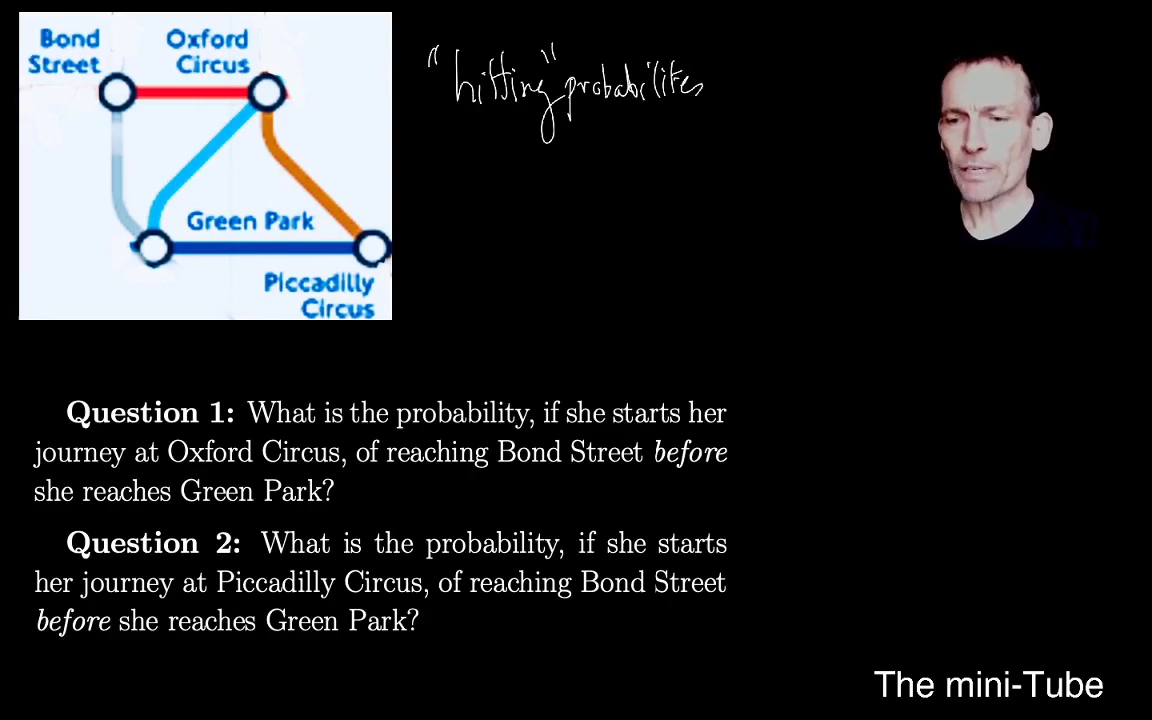 Bond
Street
Oxford
Circus
Green Park
Piccadilly
Circus
"hitting" probabilites
Question 1: What is the probability, if she starts her
journey at Oxford Circus, of reaching Bond Street before
she reaches Green Park?
Question 2: What is the probability, if she starts
her journey at Piccadilly Circus, of reaching Bond Street
before she reaches Green Park?
The mini-Tube